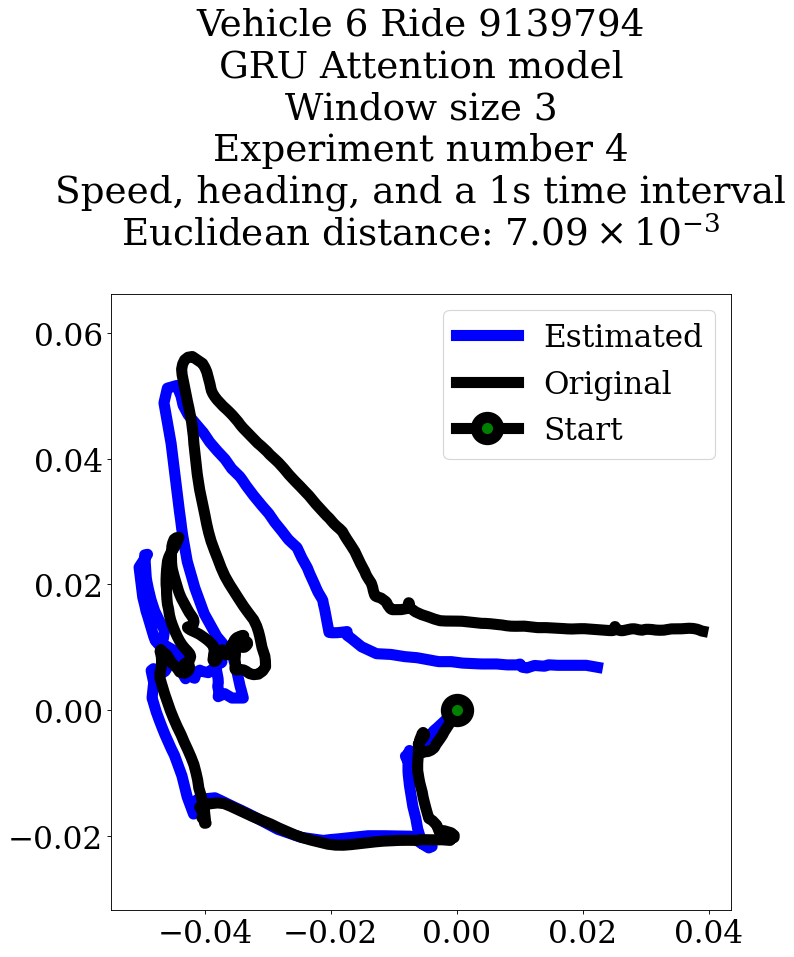 Vehicle 6 Ride 9139794
GRU Attention model
Window size 3
Experiment number 4
Speed, heading, and a 1s time interval
Euclidean distance: 7.09 × 10⁻³
Estimated
Original
Start
0.06
0.04
0.02
0.00
−0.02
−0.04 −0.02 0.00 0.02 0.04